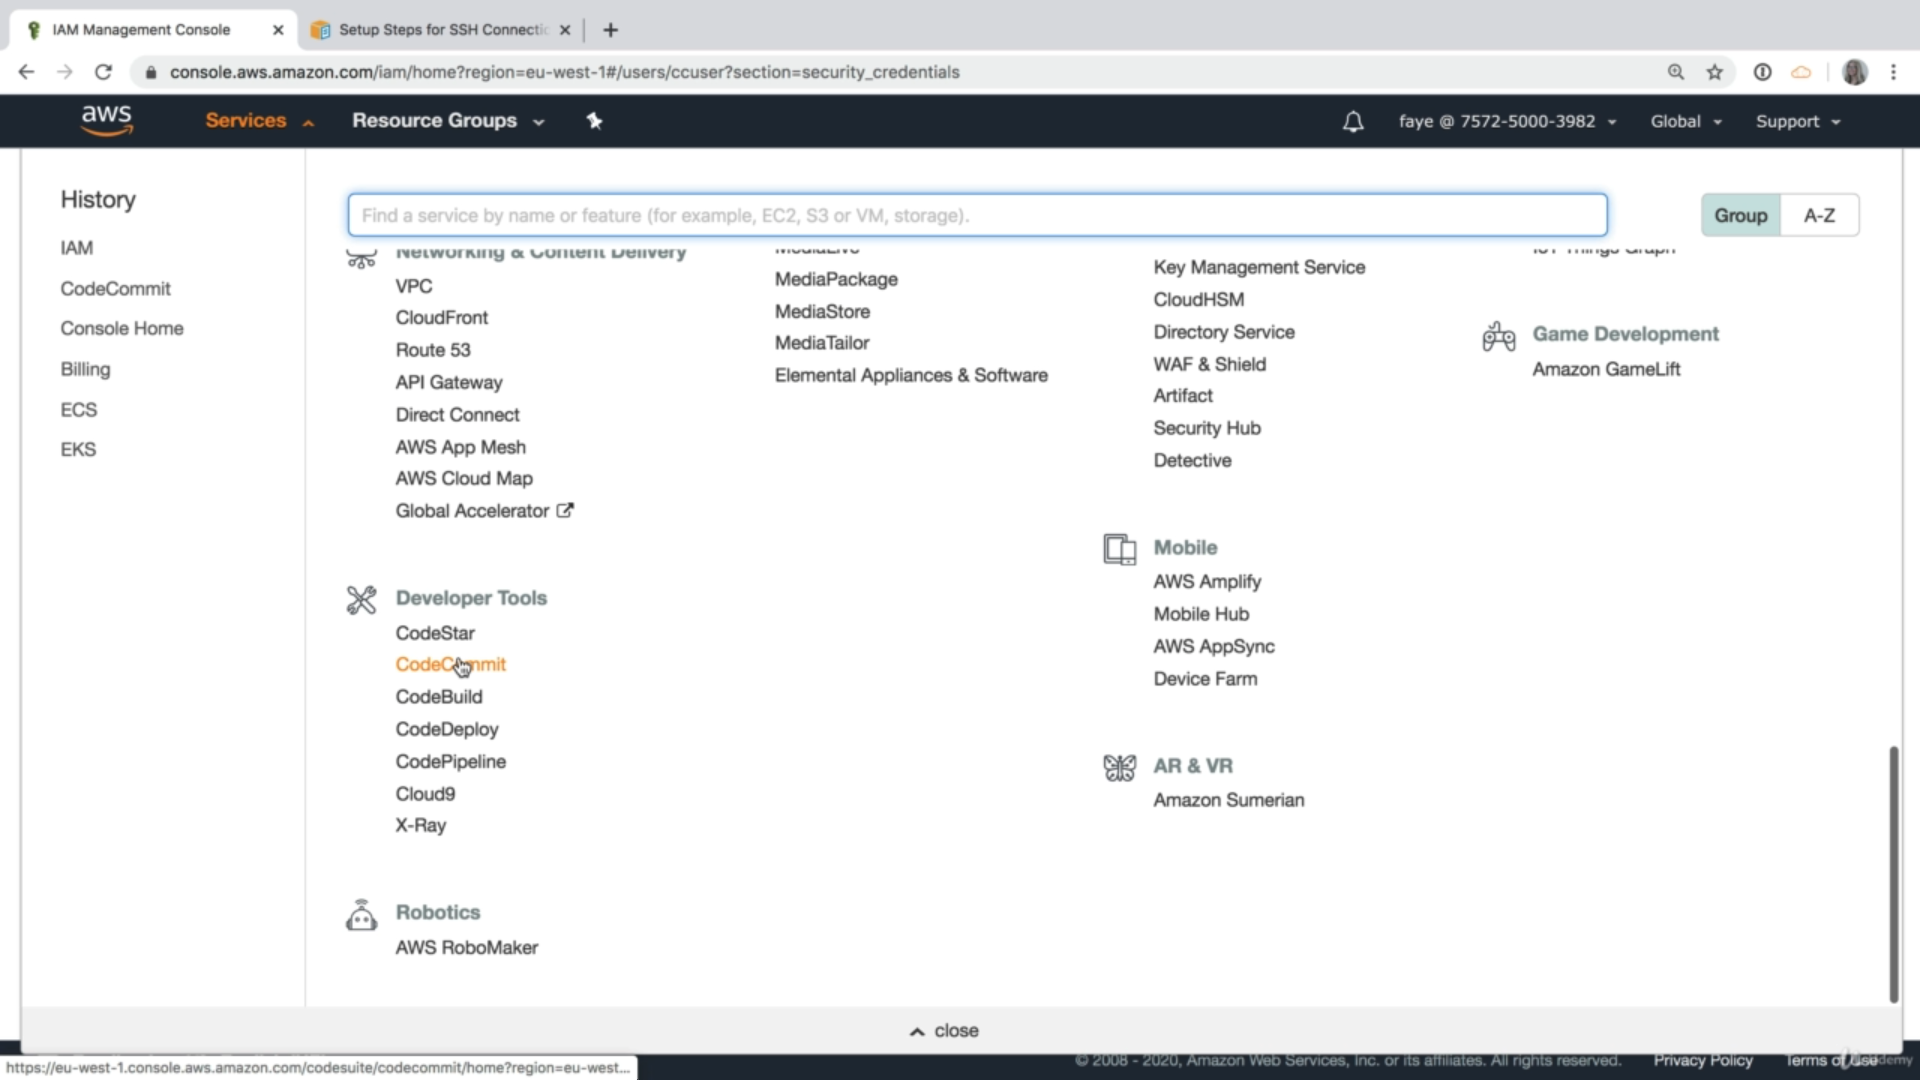 IAM Management Console
Setup Steps for SSH Connectic
console.aws.amazon.com/iam/home?region=eu-west-1#/users/ccuser?section=security_credentials
aws
Services
Resource Groups
faye @ 7572-5000-3982
Global
Support
History
IAM
CodeCommit
Console Home
Billing
ECS
EKS
Find a service by name or feature (for example, EC2, S3 or VM, storage).
Group
A-Z
Networking & Content Delivery
VPC
CloudFront
Route 53
API Gateway
Direct Connect
AWS App Mesh
AWS Cloud Map
Global Accelerator
Developer Tools
CodeStar
CodeCommit
CodeBuild
CodeDeploy
CodePipeline
Cloud9
X-Ray
Robotics
AWS RoboMaker
MediaLive
MediaPackage
MediaStore
MediaTailor
Elemental Appliances & Software
Key Management Service
CloudHSM
Directory Service
WAF & Shield
Artifact
Security Hub
Detective
Mobile
AWS Amplify
Mobile Hub
AWS AppSync
Device Farm
AR & VR
Amazon Sumerian
IoT Things Graph
Game Development
Amazon GameLift
close
© 2008 - 2020, Amazon Web Services, Inc. or its affiliates. All rights reserved.
Privacy Policy
Terms of Use
https://eu-west-1.console.aws.amazon.com/codesuite/codecommit/home?region=eu-west...